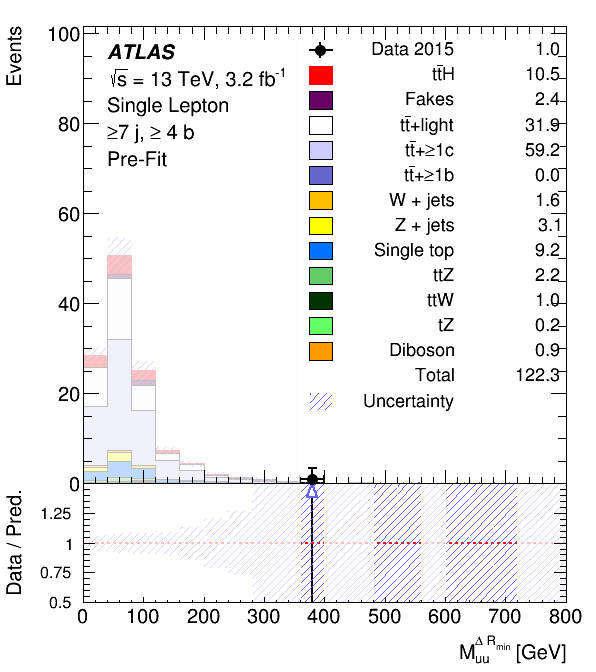 Events
100
80
60
40
20
0
ATLAS
√s = 13 TeV, 3.2 fb⁻¹
Single Lepton
≥7 j, ≥ 4 b
Pre-Fit
Data 2015 1.0
tt̄H 10.5
Fakes 2.4
tt̄+light 31.9
tt̄+≥1c 59.2
tt̄+≥1b 0.0
W + jets 1.6
Z + jets 3.1
Single top 9.2
ttZ 2.2
ttW 1.0
tZ 0.2
Diboson 0.9
Total 122.3
Uncertainty
Data / Pred.
1.25
1
0.75
0.5
0 100 200 300 400 500 600 700 800
M_uu^Δ R_min [GeV]